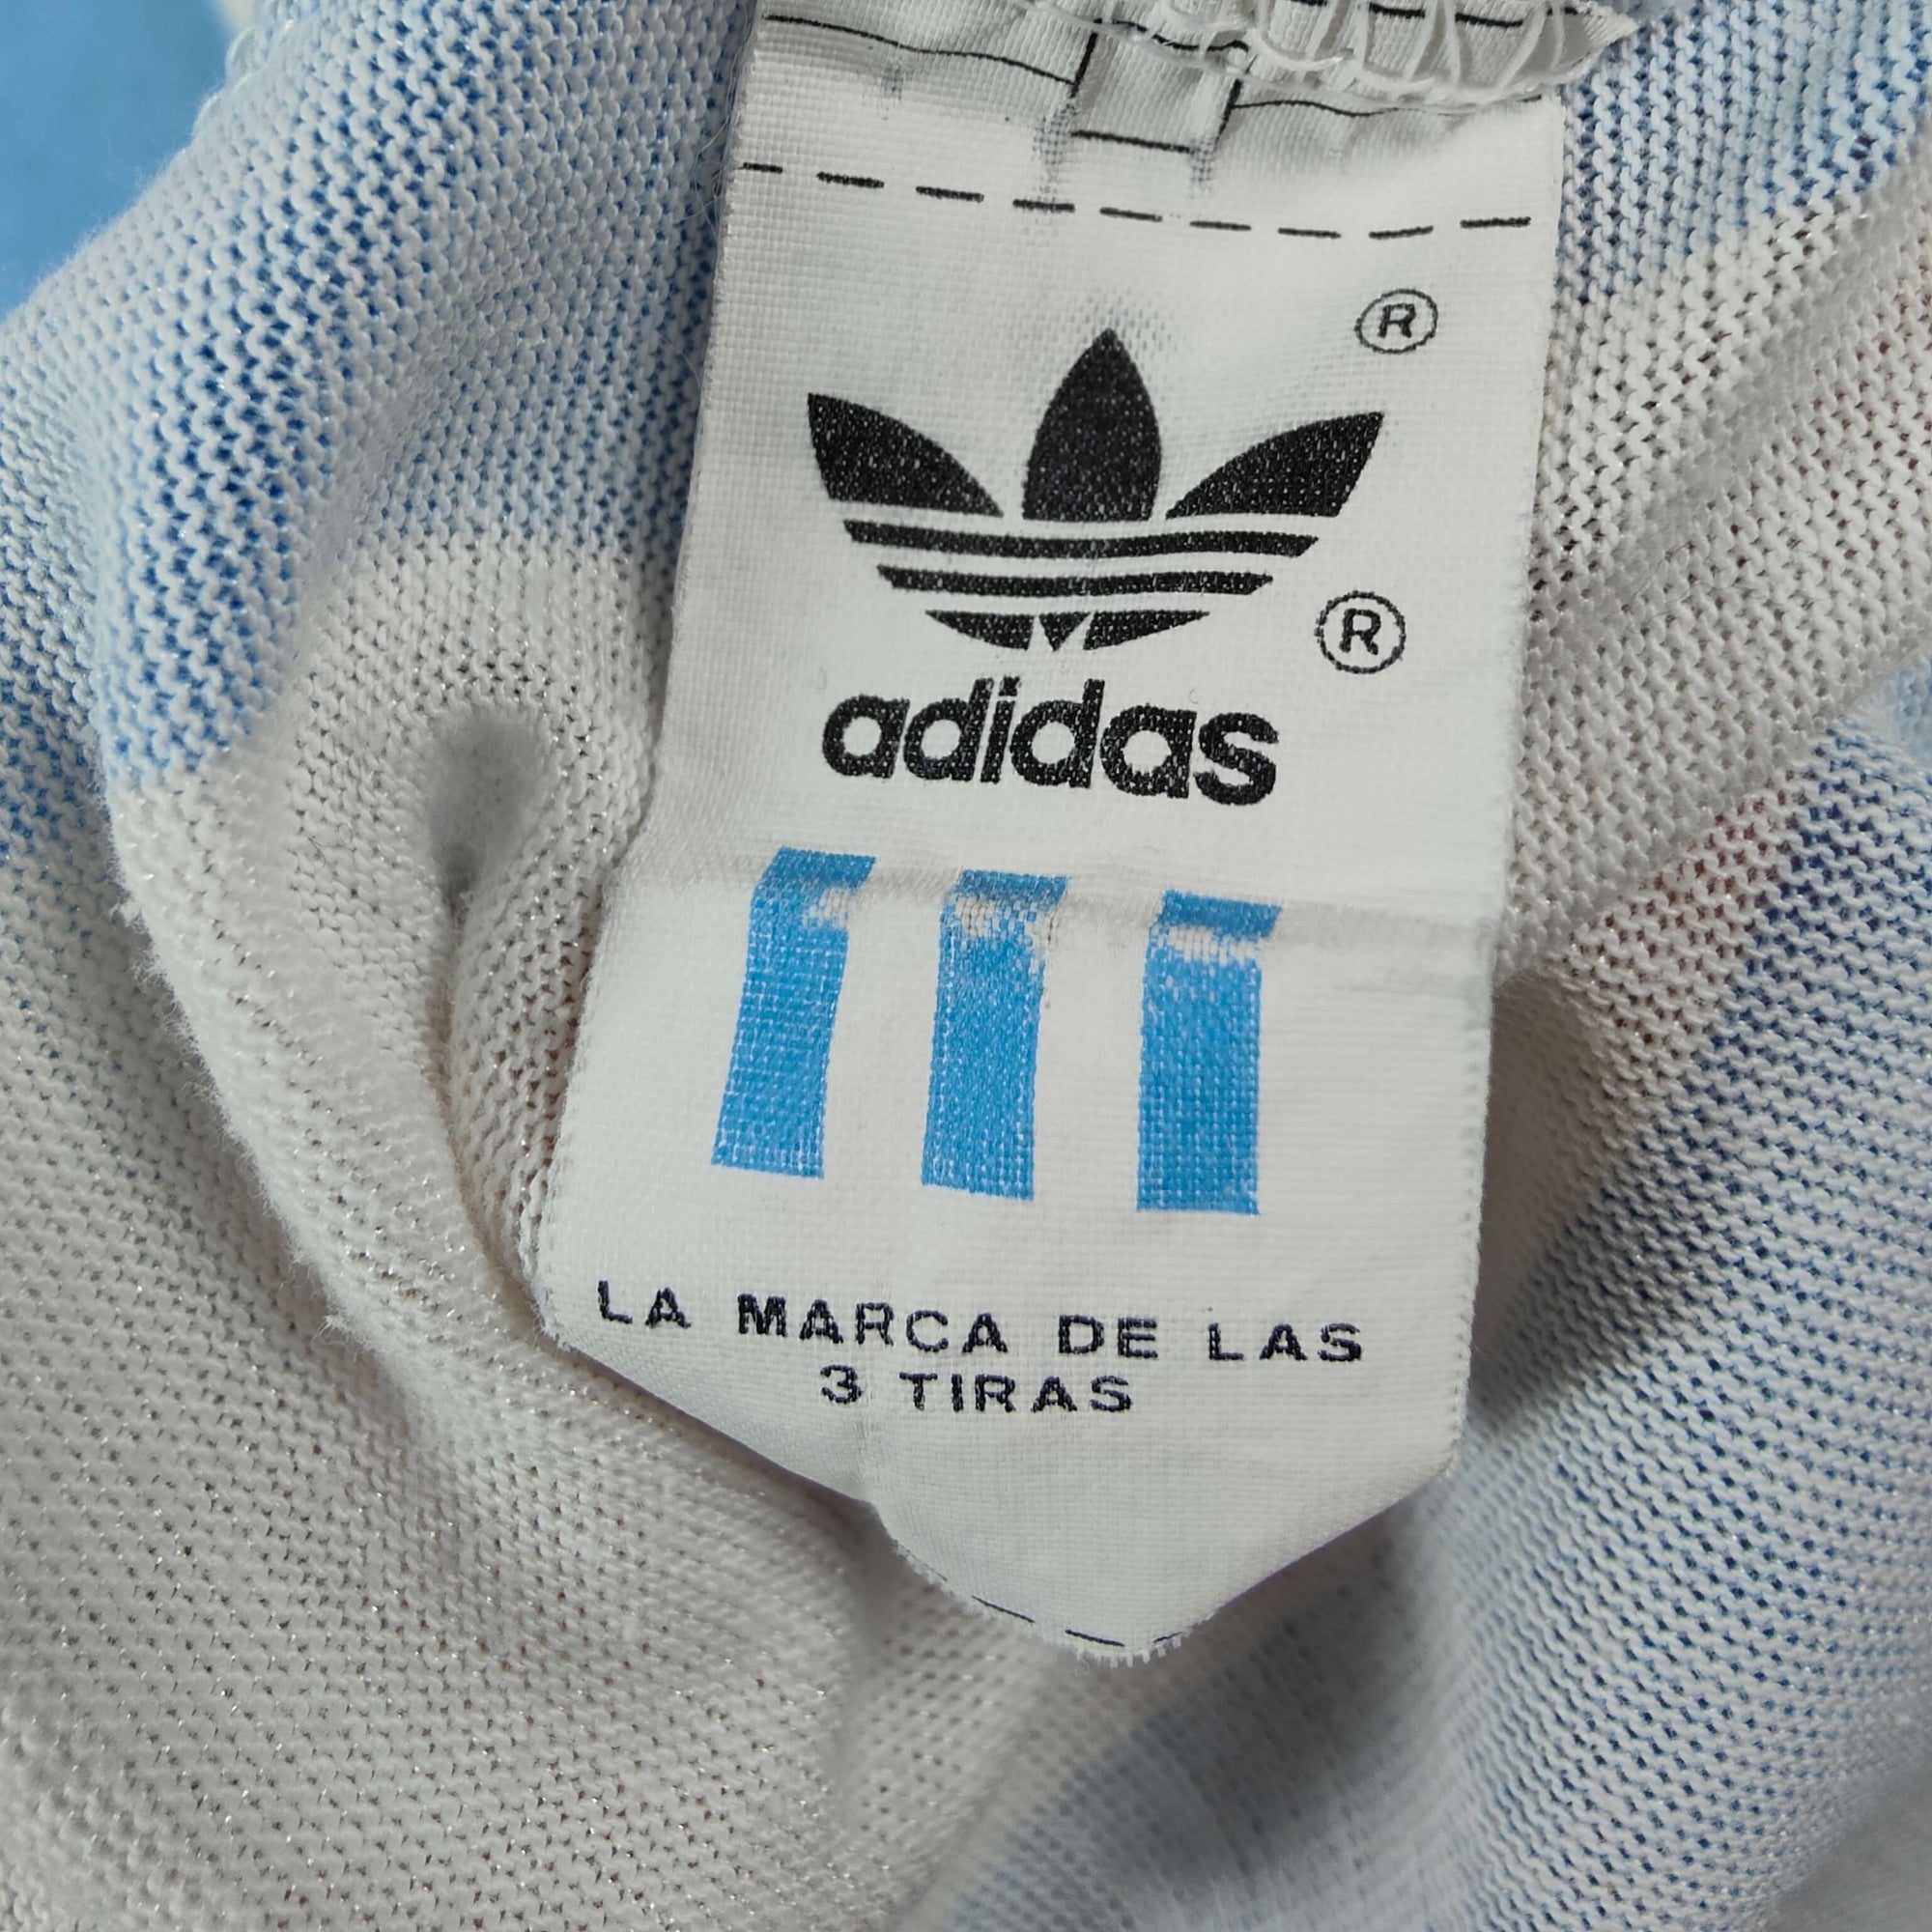 ®
®
adidas
LA MARCA DE LAS
3 TIRAS